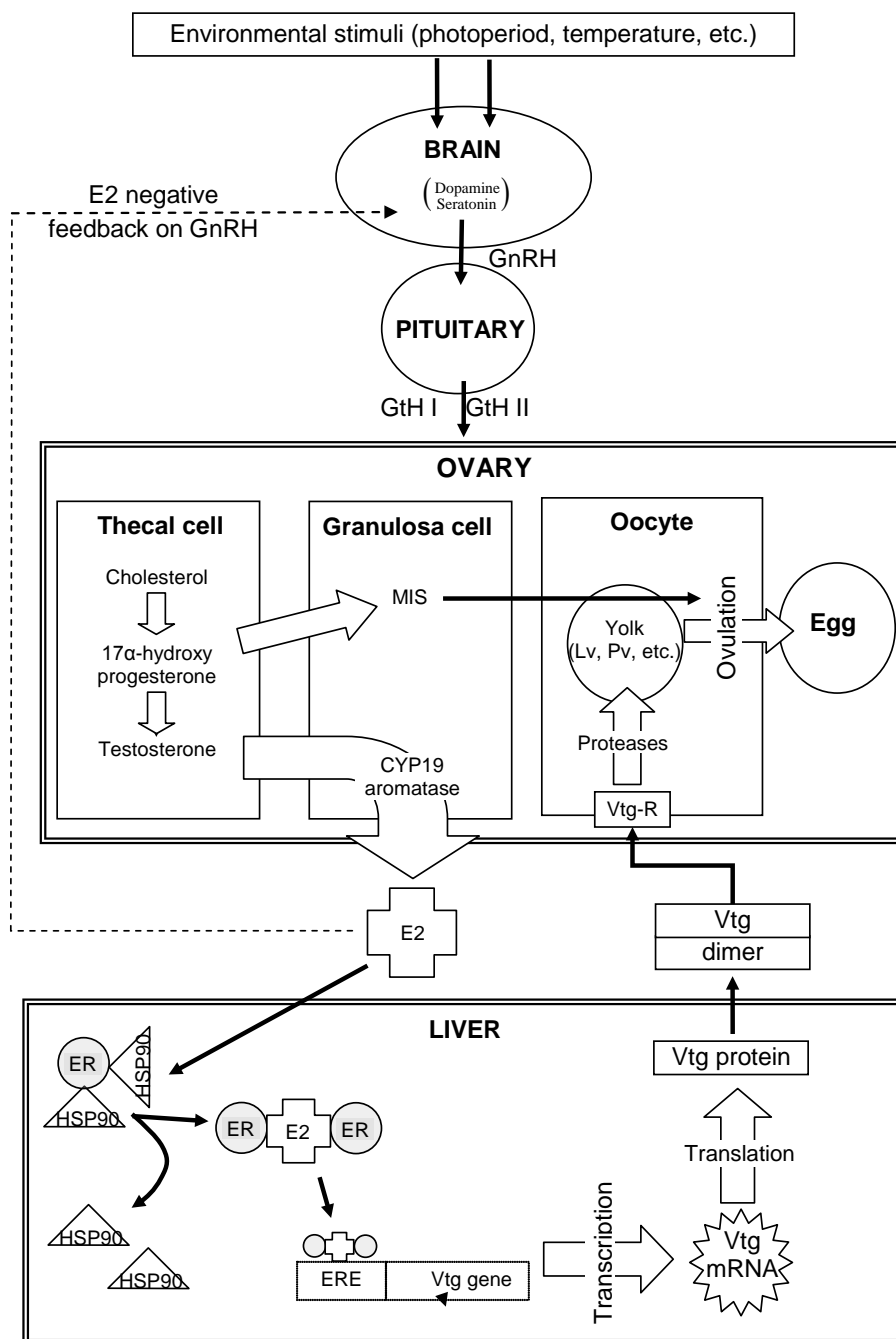 Environmental stimuli (photoperiod, temperature, etc.)
BRAIN
(Dopamine
Seratonin)
E2 negative
feedback on GnRH
GnRH
PITUITARY
GtH I
GtH II
OVARY
Thecal cell
Cholesterol
17α-hydroxy
progesterone
Testosterone
Granulosa cell
MIS
CYP19
aromatase
Oocyte
Yolk
(Lv, Pv, etc.)
Proteases
Vtg-R
Ovulation
Egg
E2
Vtg
dimer
LIVER
ER
HSP90
HSP90
ER
E2
ER
HSP90
HSP90
ERE
Vtg gene
Transcription
Vtg
mRNA
Translation
Vtg protein